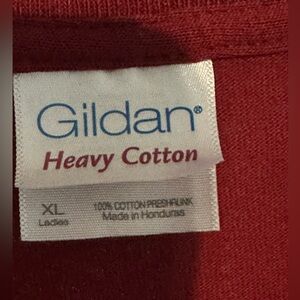 Gildan®
Heavy Cotton
XL
Ladies
100% COTTON PRESHRUNK
Made in Honduras